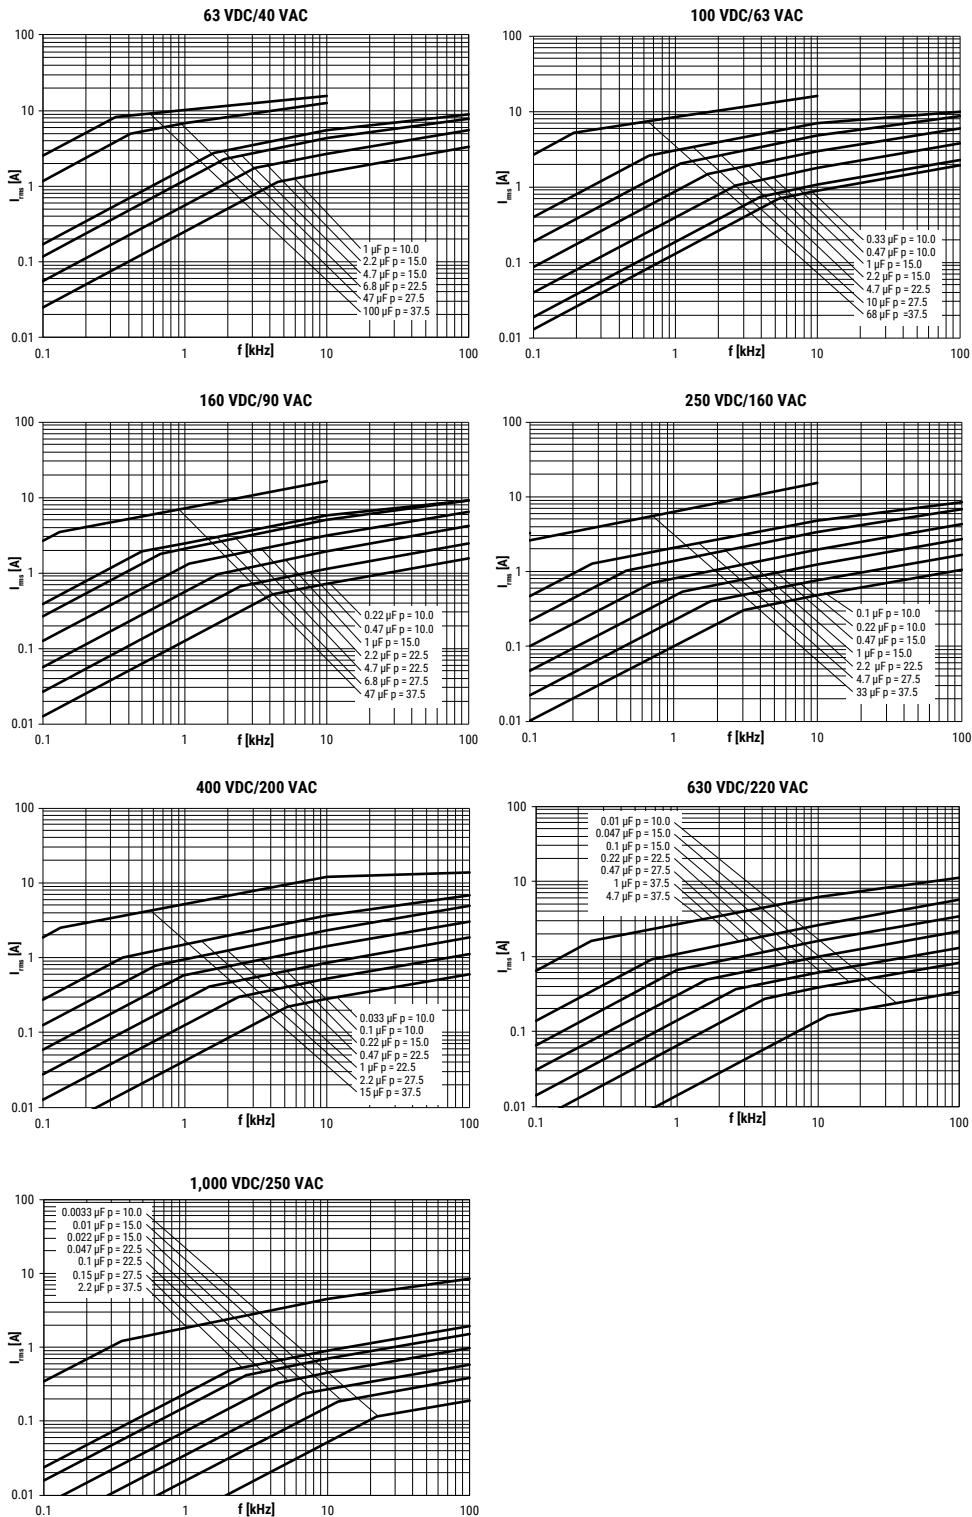 63 VDC/40 VAC
100
10
1
0.1
0.01
I rms [A]
1 µF p = 10.0
2.2 µF p = 15.0
4.7 µF p = 15.0
6.8 µF p = 22.5
47 µF p = 27.5
100 µF p = 37.5
0.1 1 10 100
f [kHz]
100 VDC/63 VAC
100
10
1
0.1
0.01
I rms [A]
0.33 µF p = 10.0
0.47 µF p = 10.0
1 µF p = 15.0
2.2 µF p = 15.0
4.7 µF p = 22.5
10 µF p = 27.5
68 µF p =37.5
0.1 1 10 100
f [kHz]
160 VDC/90 VAC
100
10
1
0.1
0.01
I rms [A]
0.22 µF p = 10.0
0.47 µF p = 10.0
1 µF p = 15.0
2.2 µF p = 22.5
4.7 µF p = 22.5
6.8 µF p = 27.5
47 µF p = 37.5
0.1 1 10 100
f [kHz]
250 VDC/160 VAC
100
10
1
0.1
0.01
I rms [A]
0.1 µF p = 10.0
0.22 µF p = 10.0
0.47 µF p = 15.0
1 µF p = 15.0
2.2 µF p = 22.5
4.7 µF p = 27.5
33 µF p = 37.5
0.1 1 10 100
f [kHz]
400 VDC/200 VAC
100
10
1
0.1
0.01
I rms [A]
0.033 µF p = 10.0
0.1 µF p = 10.0
0.22 µF p = 15.0
0.47 µF p = 22.5
1 µF p = 22.5
2.2 µF p = 27.5
15 µF p = 37.5
0.1 1 10 100
f [kHz]
630 VDC/220 VAC
100
10
1
0.1
0.01
I rms [A]
0.01 µF p = 10.0
0.047 µF p = 15.0
0.1 µF p = 15.0
0.22 µF p = 22.5
0.47 µF p = 27.5
1 µF p = 37.5
4.7 µF p = 37.5
0.1 1 10 100
f [kHz]
1,000 VDC/250 VAC
100
10
1
0.1
0.01
I rms [A]
0.0033 µF p = 10.0
0.01 µF p = 15.0
0.022 µF p = 15.0
0.047 µF p = 22.5
0.1 µF p = 22.5
0.15 µF p = 27.5
2.2 µF p = 37.5
0.1 1 10 100
f [kHz]